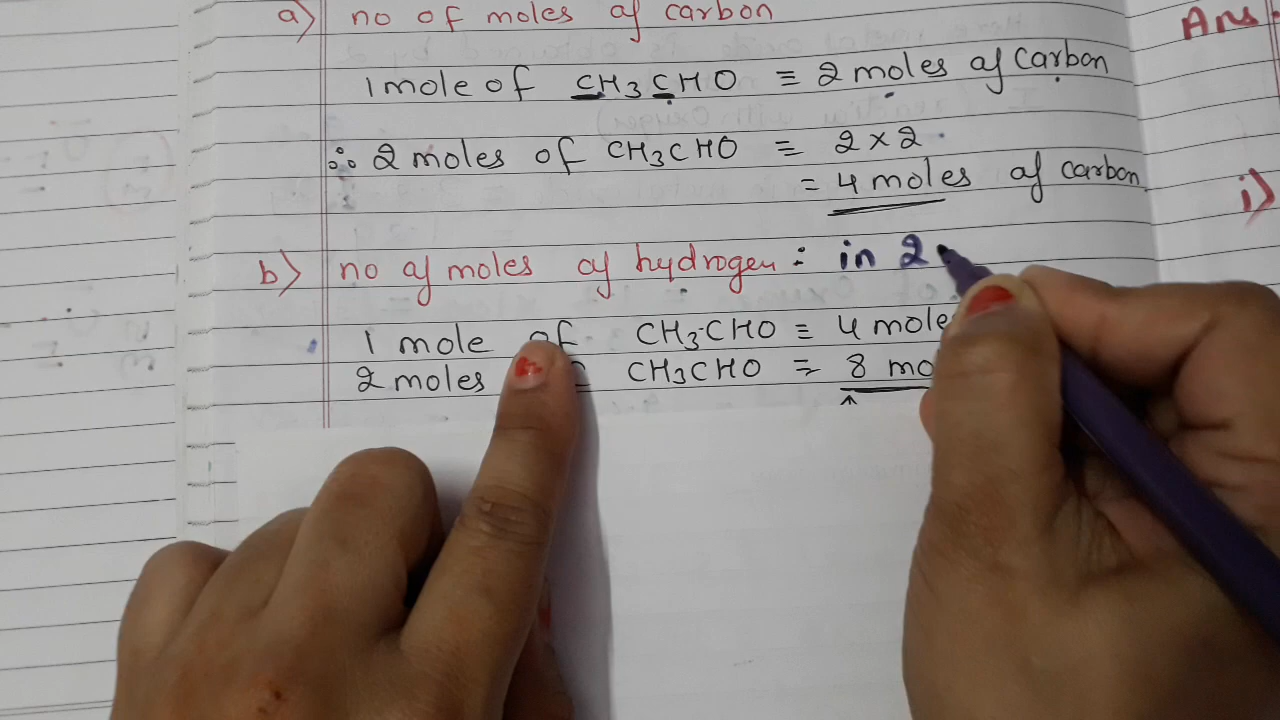 a) no of moles of carbon
Ans
1 mole of CH3CHO ≡ 2 moles of carbon
∴ 2 moles of CH3CHO ≡ 2 × 2
= 4 moles of carbon
i)
b) no of moles of hydrogen : in 2
1 mole of CH3CHO ≡ 4 mole
2 moles CH3CHO ≡ 8 mo